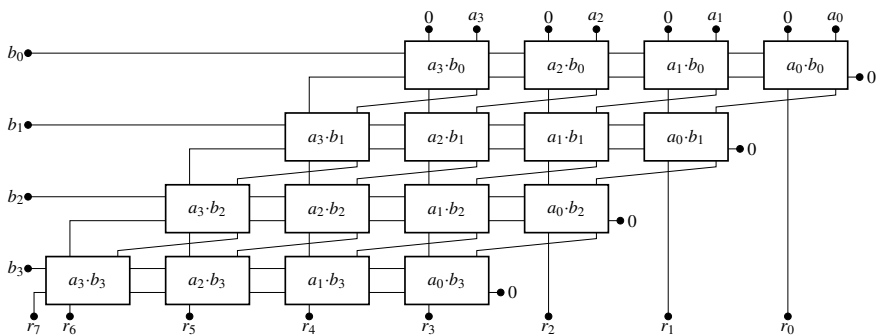 0 a₃ 0 a₂ 0 a₁ 0 a₀
b₀ a₃·b₀ a₂·b₀ a₁·b₀ a₀·b₀
0
b₁ a₃·b₁ a₂·b₁ a₁·b₁ a₀·b₁
0
b₂ a₃·b₂ a₂·b₂ a₁·b₂ a₀·b₂
0
b₃ a₃·b₃ a₂·b₃ a₁·b₃ a₀·b₃
0
r₇ r₆ r₅ r₄ r₃ r₂ r₁ r₀